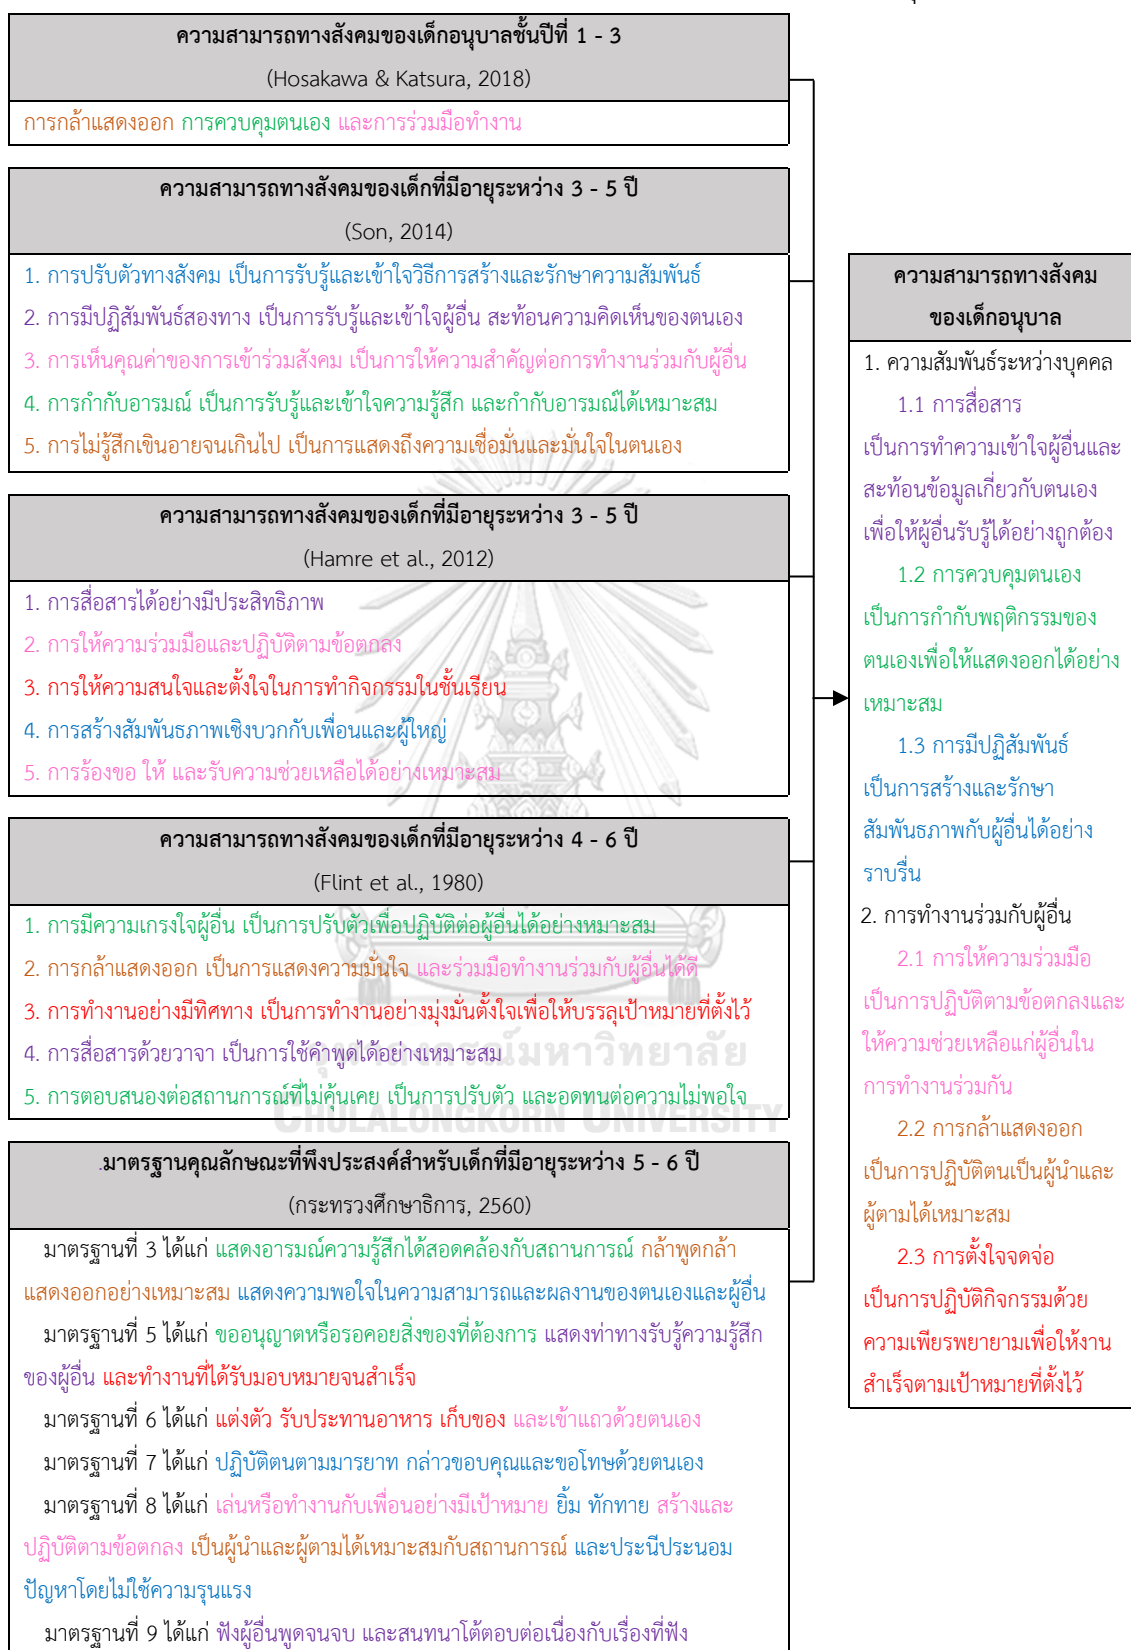 ความสามารถทางสังคมของเด็กอนุบาลชั้นปีที่ 1 - 3
(Hosakawa & Katsura, 2018)
การกล้าแสดงออก การควบคุมตนเอง และการร่วมมือทำงาน
ความสามารถทางสังคมของเด็กที่มีอายุระหว่าง 3 - 5 ปี
(Son, 2014)
1. การปรับตัวทางสังคม เป็นการรับรู้และเข้าใจวิธีการสร้างและรักษาความสัมพันธ์
2. การมีปฏิสัมพันธ์สองทาง เป็นการรับรู้และเข้าใจผู้อื่น สะท้อนความคิดเห็นของตนเอง
3. การเห็นคุณค่าของการเข้าร่วมสังคม เป็นการให้ความสำคัญต่อการทำงานร่วมกับผู้อื่น
4. การกำกับอารมณ์ เป็นการรับรู้และเข้าใจความรู้สึก และกำกับอารมณ์ได้เหมาะสม
5. การไม่รู้สึกเขินอายจนเกินไป เป็นการแสดงถึงความเชื่อมั่นและมั่นใจในตนเอง
ความสามารถทางสังคมของเด็กที่มีอายุระหว่าง 3 - 5 ปี
(Hamre et al., 2012)
1. การสื่อสารได้อย่างมีประสิทธิภาพ
2. การให้ความร่วมมือและปฏิบัติตามข้อตกลง
3. การให้ความสนใจและตั้งใจในการทำกิจกรรมในชั้นเรียน
4. การสร้างสัมพันธภาพเชิงบวกกับเพื่อนและผู้ใหญ่
5. การร้องขอ ให้ และรับความช่วยเหลือได้อย่างเหมาะสม
ความสามารถทางสังคมของเด็กที่มีอายุระหว่าง 4 - 6 ปี
(Flint et al., 1980)
1. การมีความเกรงใจผู้อื่น เป็นการปรับตัวเพื่อปฏิบัติต่อผู้อื่นได้อย่างเหมาะสม
2. การกล้าแสดงออก เป็นการแสดงความมั่นใจ และร่วมมือทำงานร่วมกับผู้อื่นได้ดี
3. การทำงานอย่างมีทิศทาง เป็นการทำงานอย่างมุ่งมั่นตั้งใจเพื่อให้บรรลุเป้าหมายที่ตั้งไว้
4. การสื่อสารด้วยวาจา เป็นการใช้คำพูดได้อย่างเหมาะสม
5. การตอบสนองต่อสถานการณ์ที่ไม่คุ้นเคย เป็นการปรับตัว และอดทนต่อความไม่พอใจ
จุฬาลงกรณ์มหาวิทยาลัย
CHULALONGKORN UNIVERSITY
.มาตรฐานคุณลักษณะที่พึงประสงค์สำหรับเด็กที่มีอายุระหว่าง 5 - 6 ปี
(กระทรวงศึกษาธิการ, 2560)
มาตรฐานที่ 3 ได้แก่ แสดงอารมณ์ความรู้สึกได้สอดคล้องกับสถานการณ์ กล้าพูดกล้า
แสดงออกอย่างเหมาะสม แสดงความพอใจในความสามารถและผลงานของตนเองและผู้อื่น
มาตรฐานที่ 5 ได้แก่ ขออนุญาตหรือรอคอยสิ่งของที่ต้องการ แสดงท่าทางรับรู้ความรู้สึก
ของผู้อื่น และทำงานที่ได้รับมอบหมายจนสำเร็จ
มาตรฐานที่ 6 ได้แก่ แต่งตัว รับประทานอาหาร เก็บของ และเข้าแถวด้วยตนเอง
มาตรฐานที่ 7 ได้แก่ ปฏิบัติตนตามมารยาท กล่าวขอบคุณและขอโทษด้วยตนเอง
มาตรฐานที่ 8 ได้แก่ เล่นหรือทำงานกับเพื่อนอย่างมีเป้าหมาย ยิ้ม ทักทาย สร้างและ
ปฏิบัติตามข้อตกลง เป็นผู้นำและผู้ตามได้เหมาะสมกับสถานการณ์ และประนีประนอม
ปัญหาโดยไม่ใช้ความรุนแรง
มาตรฐานที่ 9 ได้แก่ ฟังผู้อื่นพูดจนจบ และสนทนาโต้ตอบต่อเนื่องกับเรื่องที่ฟัง
ความสามารถทางสังคม
ของเด็กอนุบาล
1. ความสัมพันธ์ระหว่างบุคคล
1.1 การสื่อสาร
เป็นการทำความเข้าใจผู้อื่นและ
สะท้อนข้อมูลเกี่ยวกับตนเอง
เพื่อให้ผู้อื่นรับรู้ได้อย่างถูกต้อง
1.2 การควบคุมตนเอง
เป็นการกำกับพฤติกรรมของ
ตนเองเพื่อให้แสดงออกได้อย่าง
เหมาะสม
1.3 การมีปฏิสัมพันธ์
เป็นการสร้างและรักษา
สัมพันธภาพกับผู้อื่นได้อย่าง
ราบรื่น
2. การทำงานร่วมกับผู้อื่น
2.1 การให้ความร่วมมือ
เป็นการปฏิบัติตามข้อตกลงและ
ให้ความช่วยเหลือแก่ผู้อื่นใน
การทำงานร่วมกัน
2.2 การกล้าแสดงออก
เป็นการปฏิบัติตนเป็นผู้นำและ
ผู้ตามได้เหมาะสม
2.3 การตั้งใจจดจ่อ
เป็นการปฏิบัติกิจกรรมด้วย
ความเพียรพยายามเพื่อให้งาน
สำเร็จตามเป้าหมายที่ตั้งไว้